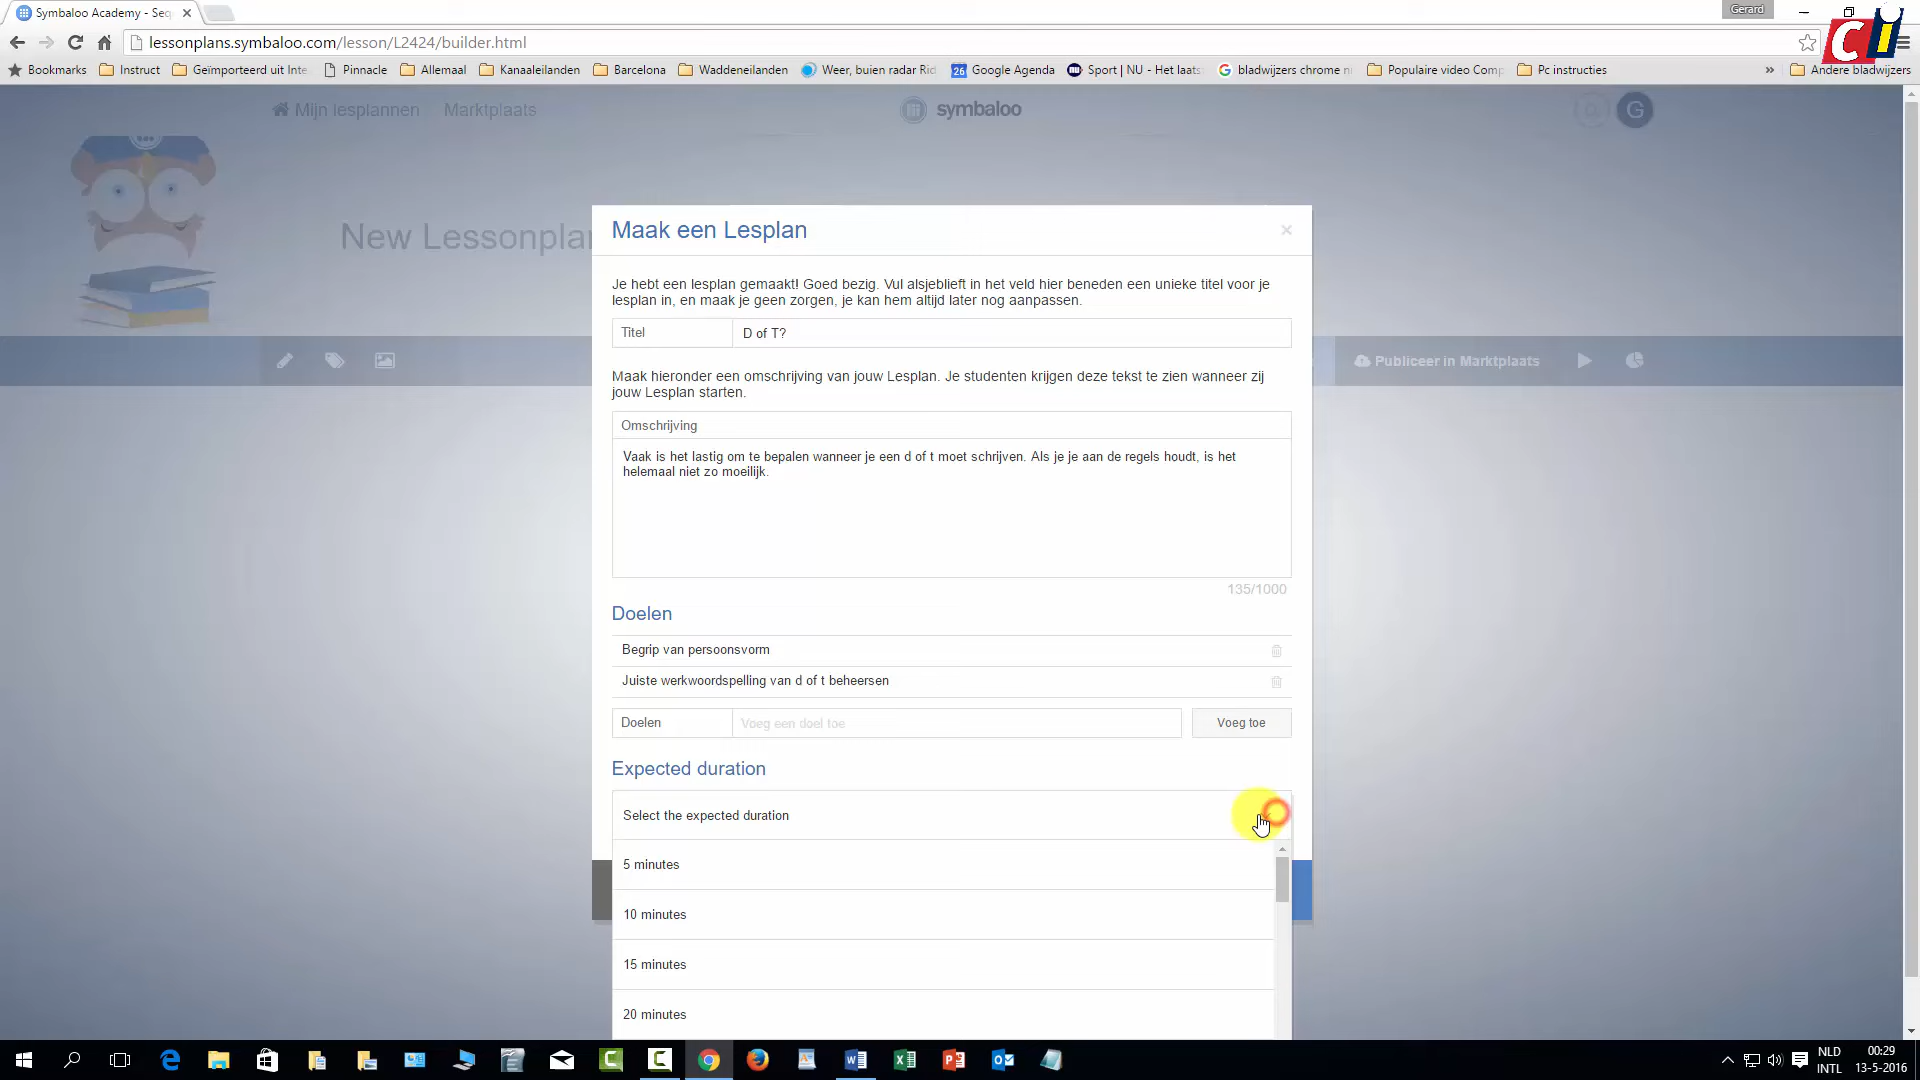 Symbaloo Academy - Seq
Gerard
lessonplans.symbaloo.com/lesson/L2424/builder.html
Bookmarks Instruct Geïmporteerd uit Inte Pinnacle Allemaal Kanaaleilanden Barcelona Waddeneilanden Weer, buien radar Rid 26 Google Agenda Sport | NU - Het laats bladwijzers chrome Populaire video Comp Pc instructies » Andere bladwijzers
Mijn lesplannen Marktplaats symbaloo G
New Lessonplan
Maak een Lesplan ×
Je hebt een lesplan gemaakt! Goed bezig. Vul alsjeblieft in het veld hier beneden een unieke titel voor je
lesplan in, en maak je geen zorgen, je kan hem altijd later nog aanpassen.
Titel D of T?
Publiceer in Marktplaats
Maak hieronder een omschrijving van jouw Lesplan. Je studenten krijgen deze tekst te zien wanneer zij
jouw Lesplan starten.
Omschrijving
Vaak is het lastig om te bepalen wanneer je een d of t moet schrijven. Als je je aan de regels houdt, is het
helemaal niet zo moeilijk.
135/1000
Doelen
Begrip van persoonsvorm
Juiste werkwoordspelling van d of t beheersen
Doelen Voeg een doel toe Voeg toe
Expected duration
Select the expected duration
5 minutes
10 minutes
15 minutes
20 minutes
NLD 00:29
INTL 13-5-2016